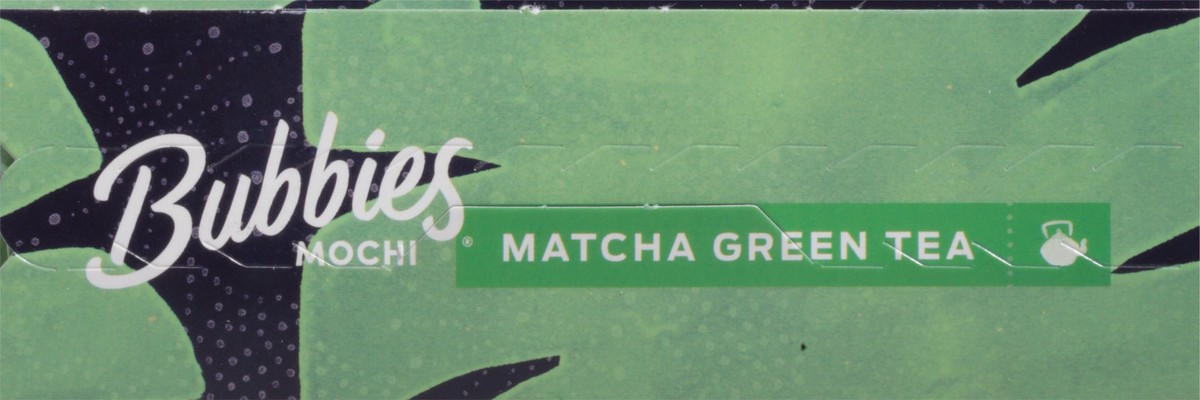 Bubbies®
MOCHI
MATCHA GREEN TEA